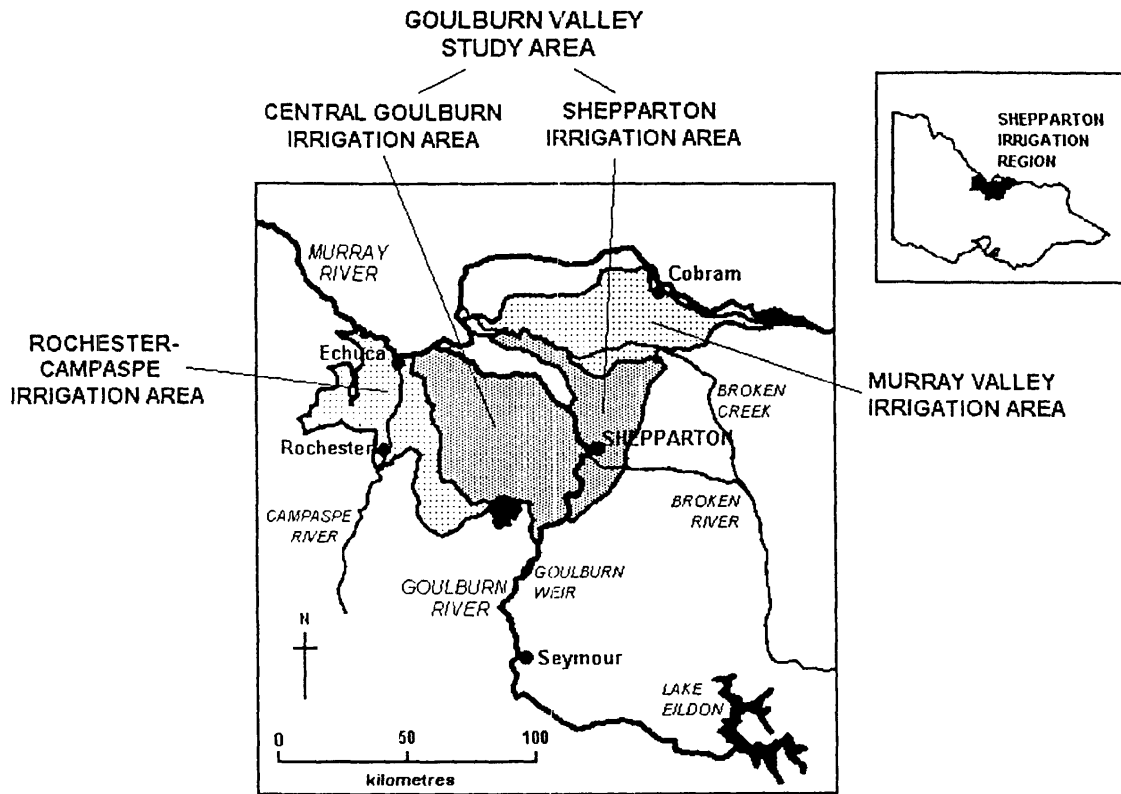 GOULBURN VALLEY
STUDY AREA
CENTRAL GOULBURN
IRRIGATION AREA
SHEPPARTON
IRRIGATION AREA
SHEPPARTON
IRRIGATION
REGION
MURRAY
RIVER
Cobram
ROCHESTER-
CAMPASPE
IRRIGATION AREA
Echuca
MURRAY VALLEY
IRRIGATION AREA
BROKEN
CREEK
Rochester
SHEPPARTON
CAMPASPE
RIVER
BROKEN
RIVER
GOULBURN
RIVER
GOULBURN
WEIR
N
Seymour
LAKE
EILDON
0 50 100
kilometres